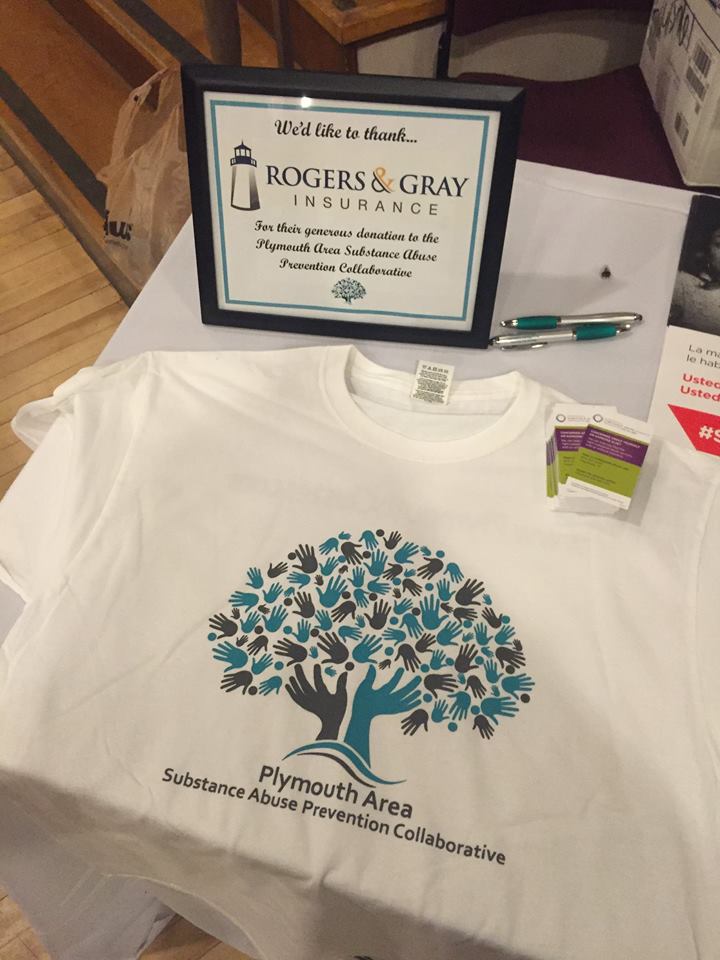 We'd like to thank...
ROGERS & GRAY
INSURANCE
For their generous donation to the
Plymouth Area Substance Abuse
Prevention Collaborative
La ma
le hab
Usted
Usted
#S
Plymouth Area
Substance Abuse Prevention Collaborative